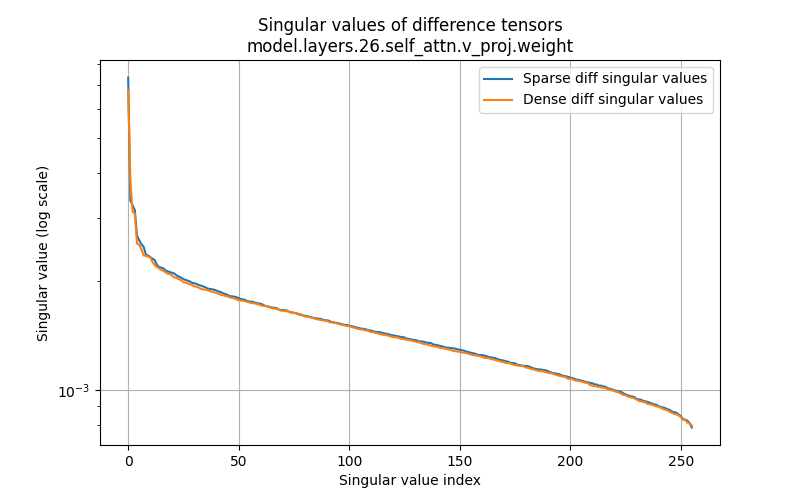 Singular values of difference tensors
model.layers.26.self_attn.v_proj.weight
Sparse diff singular values
Dense diff singular values
Singular value (log scale)
10⁻³
0 50 100 150 200 250
Singular value index